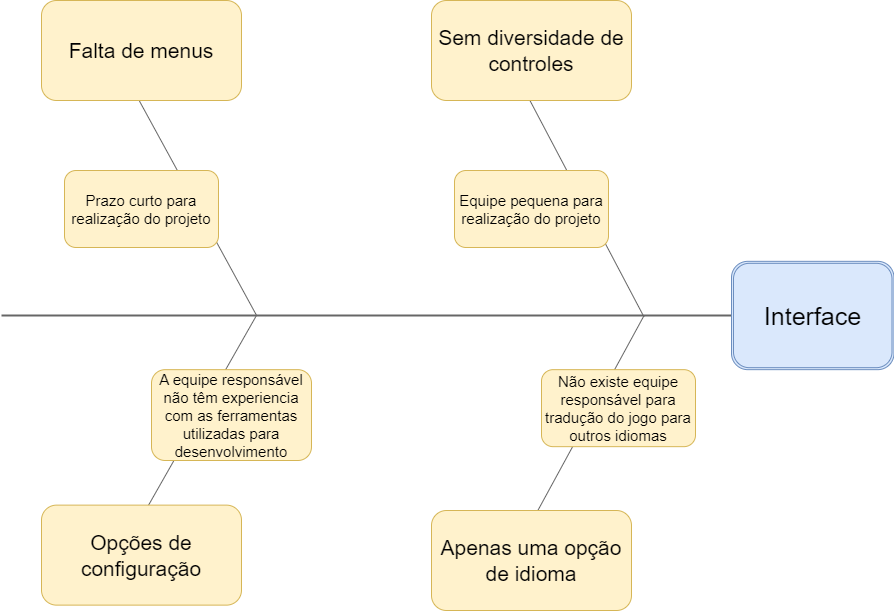 Falta de menus
Sem diversidade de
controles
Prazo curto para
realização do projeto
Equipe pequena para
realização do projeto
Interface
A equipe responsável
não têm experiencia
com as ferramentas
utilizadas para
desenvolvimento
Não existe equipe
responsável para
tradução do jogo para
outros idiomas
Opções de
configuração
Apenas uma opção
de idioma